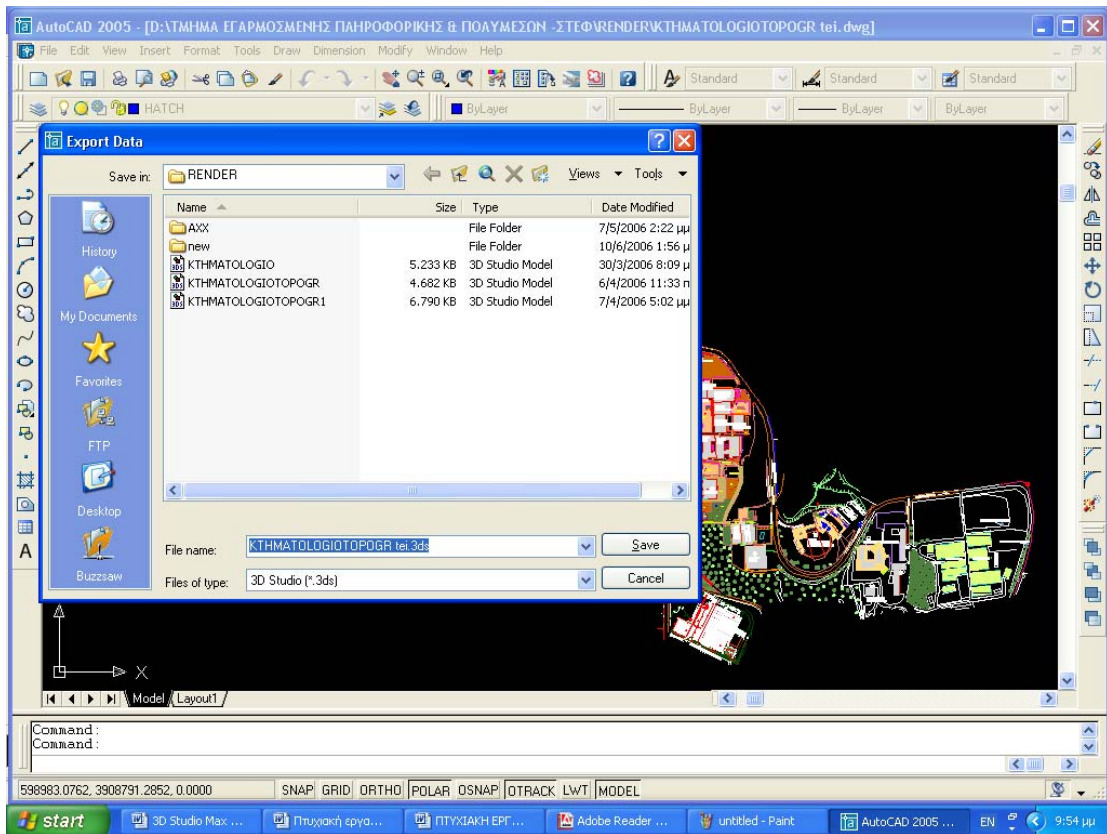 AutoCAD 2005 - [D:\ΤΜΗΜΑ ΕΓΑΡΜΟΣΜΕΝΗΣ ΠΛΗΡΟΦΟΡΙΚΗΣ & ΠΟΛΥΜΕΣΩΝ -ΣΤΕΦ\RENDER\KTHMATOLOGIOTOPOGR tei.dwg]
File Edit View Insert Format Tools Draw Dimension Modify Window Help
Standard Standard Standard
HATCH ByLayer ByLayer ByLayer ByLayer
Export Data
Save in: RENDER Views Tools
Name Size Type Date Modified
AXX File Folder 7/5/2006 2:22 μμ
new File Folder 10/6/2006 1:56 μ
KTHMATOLOGIO 5.233 KB 3D Studio Model 30/3/2006 8:09 μ
KTHMATOLOGIOTOPOGR 4.682 KB 3D Studio Model 6/4/2006 11:33 π
KTHMATOLOGIOTOPOGR1 6.790 KB 3D Studio Model 7/4/2006 5:02 μμ
History
My Documents
Favorites
FTP
Desktop
Buzzsaw
File name: KTHMATOLOGIOTOPOGR tei.3ds Save
Files of type: 3D Studio (*.3ds) Cancel
X
Model Layout1
Command:
Command:
598983.0762, 3908791.2852, 0.0000 SNAP GRID ORTHO POLAR OSNAP OTRACK LWT MODEL
start 3D Studio Max ... Πτυχιακή εργα... ΠΤΥΧΙΑΚΗ ΕΡΓ... Adobe Reader ... untitled - Paint AutoCAD 2005 ... EN 9:54 μμ